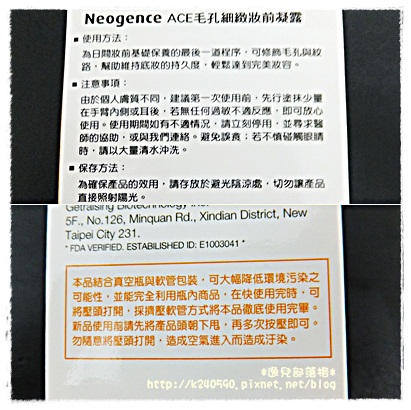 Neogence ACE毛孔細緻妝前凝露
■ 使用方法：
為日間妝前基礎保養的最後一道程序，可修飾毛孔與紋
路，幫助維持底妝的持久度，輕鬆達到完美妝容。
■ 注意事項：
由於個人膚質不同，建議第一次使用前，先行塗抹少量
在手臂內側或耳後，若無任何過敏不適反應，即可放心
使用。使用期間如有不適情況，請立刻停用，並尋求醫
師的協助，或與我們連絡。避免誤食；若不慎碰觸眼睛
時，請以大量清水沖洗。
■ 保存方法：
為確保產品的效用，請存放於避光陰涼處，切勿讓產品
直接照射陽光。
Getraising Biotechnology Inc.
5F., No.126, Minquan Rd., Xindian District, New
Taipei City 231.
* FDA VERIFIED. ESTABLISHED ID: E1003041 *
本品結合真空瓶與軟管包裝，可大幅降低環境污染之
可能性，並能完全利用瓶內商品，在快使用完時，可
將壓頭打開，採擠壓軟管方式將本品徹底使用完畢。
新品使用前請先將產品頭朝下甩，再多次按壓即可。
勿隨意將壓頭打開，造成空氣進入而造成汙染。
*逸兒部落格*
http://k240590.pixnet.net/blog